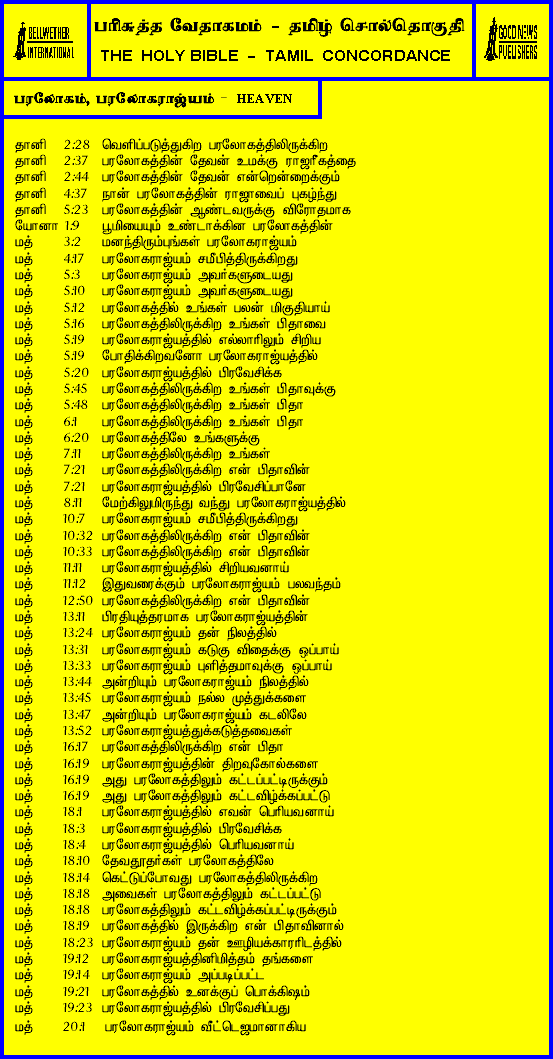 BELLWETHER
INTERNATIONAL
பரிசுத்த வேதாகமம் - தமிழ் சொல்தொகுதி
THE HOLY BIBLE - TAMIL CONCORDANCE
GOOD NEWS
PUBLISHERS
பரலோகம், பரலோகராஜ்யம் - HEAVEN
தானி 2:28 வெளிப்படுத்துகிற பரலோகத்திலிருக்கிற
தானி 2:37 பரலோகத்தின் தேவன் உமக்கு ராஜரீகத்தை
தானி 2:44 பரலோகத்தின் தேவன் என்றென்றைக்கும்
தானி 4:37 நான் பரலோகத்தின் ராஜாவைப் புகழ்ந்து
தானி 5:23 பரலோகத்தின் ஆண்டவருக்கு விரோதமாக
யோனா 1:9 பூமியையும் உண்டாக்கின பரலோகத்தின்
மத் 3:2 மனந்திரும்புங்கள் பரலோகராஜ்யம்
மத் 4:17 பரலோகராஜ்யம் சமீபித்திருக்கிறது
மத் 5:3 பரலோகராஜ்யம் அவர்களுடையது
மத் 5:10 பரலோகராஜ்யம் அவர்களுடையது
மத் 5:12 பரலோகத்தில் உங்கள் பலன் மிகுதியாய்
மத் 5:16 பரலோகத்திலிருக்கிற உங்கள் பிதாவை
மத் 5:19 பரலோகராஜ்யத்தில் எல்லாரிலும் சிறிய
மத் 5:19 போதிக்கிறவனோ பரலோகராஜ்யத்தில்
மத் 5:20 பரலோகராஜ்யத்தில் பிரவேசிக்க
மத் 5:45 பரலோகத்திலிருக்கிற உங்கள் பிதாவுக்கு
மத் 5:48 பரலோகத்திலிருக்கிற உங்கள் பிதா
மத் 6:1 பரலோகத்திலிருக்கிற உங்கள் பிதா
மத் 6:20 பரலோகத்திலே உங்களுக்கு
மத் 7:11 பரலோகத்திலிருக்கிற உங்கள்
மத் 7:21 பரலோகத்திலிருக்கிற என் பிதாவின்
மத் 7:21 பரலோகராஜ்யத்தில் பிரவேசிப்பானே
மத் 8:11 மேற்கிலுமிருந்து வந்து பரலோகராஜ்யத்தில்
மத் 10:7 பரலோகராஜ்யம் சமீபித்திருக்கிறது
மத் 10:32 பரலோகத்திலிருக்கிற என் பிதாவின்
மத் 10:33 பரலோகத்திலிருக்கிற என் பிதாவின்
மத் 11:11 பரலோகராஜ்யத்தில் சிறியவனாய்
மத் 11:12 இதுவரைக்கும் பரலோகராஜ்யம் பலவந்தம்
மத் 12:50 பரலோகத்திலிருக்கிற என் பிதாவின்
மத் 13:11 பிரதியுத்தரமாக பரலோகராஜ்யத்தின்
மத் 13:24 பரலோகராஜ்யம் தன் நிலத்தில்
மத் 13:31 பரலோகராஜ்யம் கடுகு விதைக்கு ஒப்பாய்
மத் 13:33 பரலோகராஜ்யம் புளித்தமாவுக்கு ஒப்பாய்
மத் 13:44 அன்றியும் பரலோகராஜ்யம் நிலத்தில்
மத் 13:45 பரலோகராஜ்யம் நல்ல முத்துக்களை
மத் 13:47 அன்றியும் பரலோகராஜ்யம் கடலிலே
மத் 13:52 பரலோகராஜ்யத்துக்கடுத்தவைகள்
மத் 16:17 பரலோகத்திலிருக்கிற என் பிதா
மத் 16:19 பரலோகராஜ்யத்தின் திறவுகோல்களை
மத் 16:19 அது பரலோகத்திலும் கட்டப்பட்டிருக்கும்
மத் 16:19 அது பரலோகத்திலும் கட்டவிழ்க்கப்பட்டு
மத் 18:1 பரலோகராஜ்யத்தில் எவன் பெரியவனாய்
மத் 18:3 பரலோகராஜ்யத்தில் பிரவேசிக்க
மத் 18:4 பரலோகராஜ்யத்தில் பெரியவனாய்
மத் 18:10 தேவதூதர்கள் பரலோகத்திலே
மத் 18:14 கெட்டுப்போவது பரலோகத்திலிருக்கிற
மத் 18:18 அவைகள் பரலோகத்திலும் கட்டப்பட்டு
மத் 18:18 பரலோகத்திலும் கட்டவிழ்க்கப்பட்டிருக்கும்
மத் 18:19 பரலோகத்தில் இருக்கிற என் பிதாவினால்
மத் 18:23 பரலோகராஜ்யம் தன் ஊழியக்காரரிடத்தில்
மத் 19:12 பரலோகராஜ்யத்தினிமித்தம் தங்களை
மத் 19:14 பரலோகராஜ்யம் அப்படிப்பட்ட
மத் 19:21 பரலோகத்தில் உனக்குப் பொக்கிஷம்
மத் 19:23 பரலோகராஜ்யத்தில் பிரவேசிப்பது
மத் 20:1 பரலோகராஜ்யம் வீட்டெஜமானாகிய